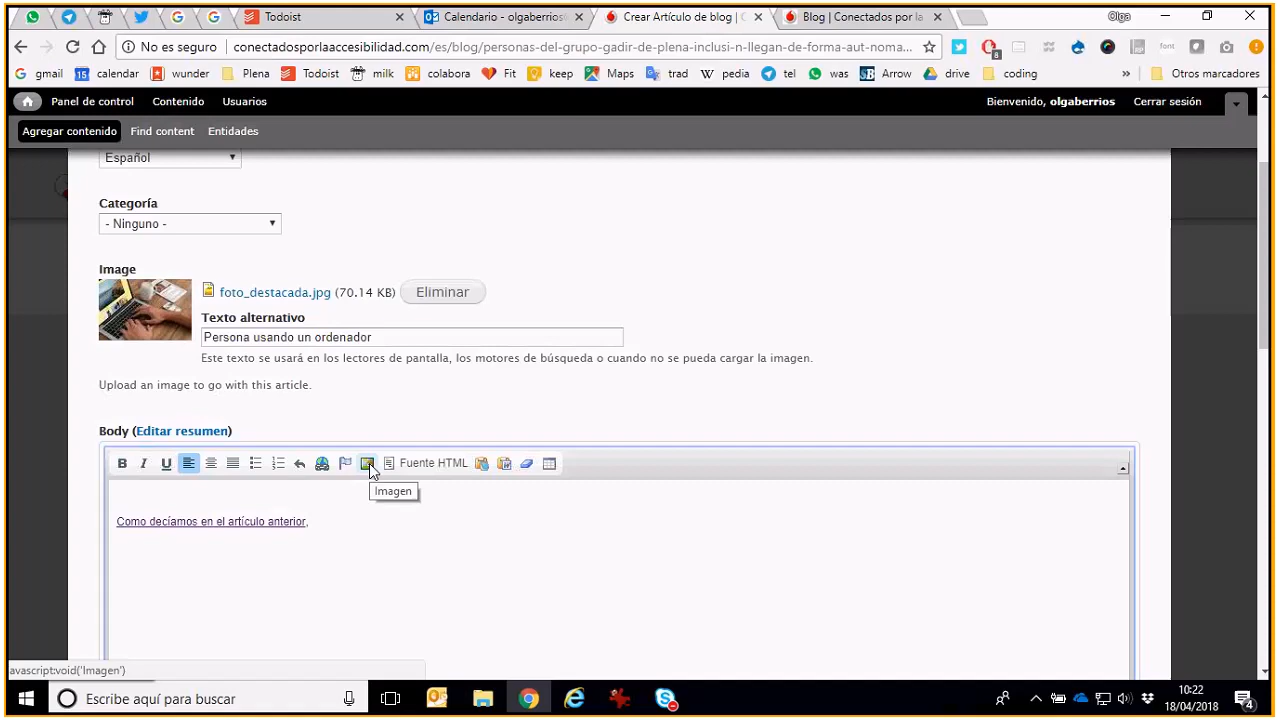 Todoist
Calendario - olgaberrios
Crear Artículo de blog | C
Blog | Conectados por la
Olga
No es seguro
conectadosporlaaccesibilidad.com/es/blog/personas-del-grupo-gadir-de-plena-inclusi-n-llegan-de-forma-aut-noma...
8
gmail
15 calendar
wunder
Plena
Todoist
milk
colabora
Fit
keep
Maps
trad
W pedia
tel
was
Arrow
drive
coding
»
Otros marcadores
Panel de control
Contenido
Usuarios
Bienvenido, olgaberrios
Cerrar sesión
Agregar contenido
Find content
Entidades
Español
Categoría
- Ninguno -
Image
foto_destacada.jpg (70.14 KB)
Eliminar
Texto alternativo
Persona usando un ordenador
Este texto se usará en los lectores de pantalla, los motores de búsqueda o cuando no se pueda cargar la imagen.
Upload an image to go with this article.
Body (Editar resumen)
B I U
Fuente HTML
Imagen
Como decíamos en el artículo anterior,
avascript:void('Imagen')
Escribe aquí para buscar
10:22
18/04/2018
4